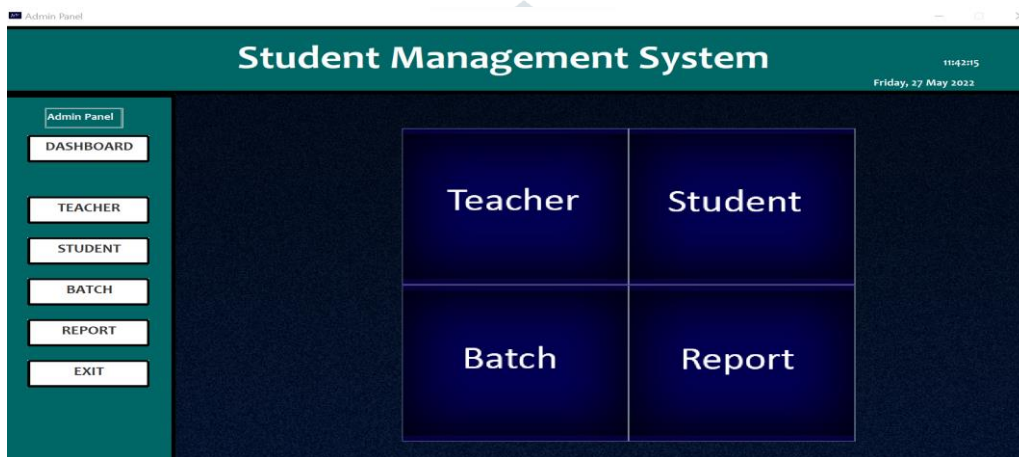 Admin Panel
Student Management System
11:42:15
Friday, 27 May 2022
Admin Panel
DASHBOARD
TEACHER
STUDENT
BATCH
REPORT
EXIT
Teacher
Student
Batch
Report